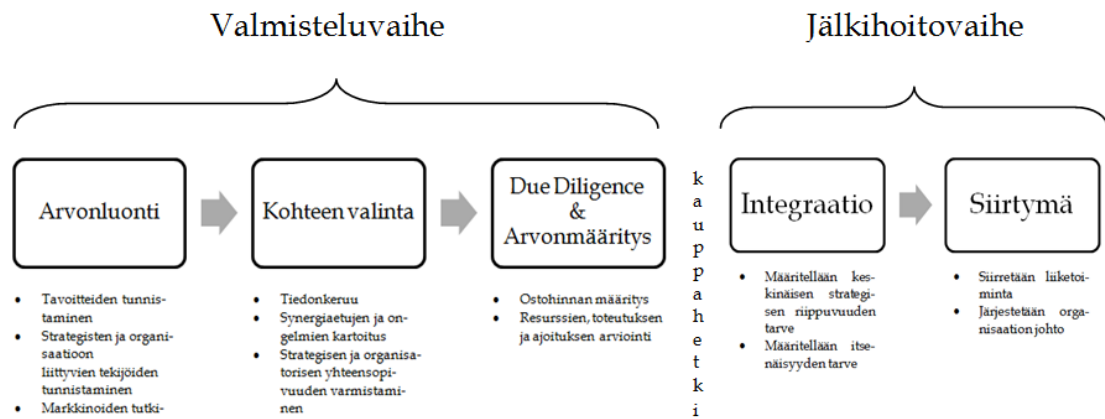 Valmisteluvaihe
Jälkihoitovaihe
Arvonluonti
Kohteen valinta
Due Diligence
&
Arvonmääritys
kauppahetki
Integraatio
Siirtymä
• Tavoitteiden tunnis-
taminen
• Strategisten ja organi-
saatioon
liittyvien tekijöiden
tunnistaminen
• Markkinoiden tutki-
• Tiedonkeruu
• Synergiaetujen ja on-
gelmien kartoitus
• Strategisen ja organisa-
torisen yhteensopi-
vuuden varmistami-
nen
• Ostohinnan määritys
• Resurssien, toteutuksen
ja ajoituksen arviointi
• Määritellään kes-
kinäisen strategi-
sen riippuvuuden
tarve
• Määritellään itse-
näisyyden tarve
• Siirretään liiketoi-
minta
• Järjestetään orga-
nisaation johto